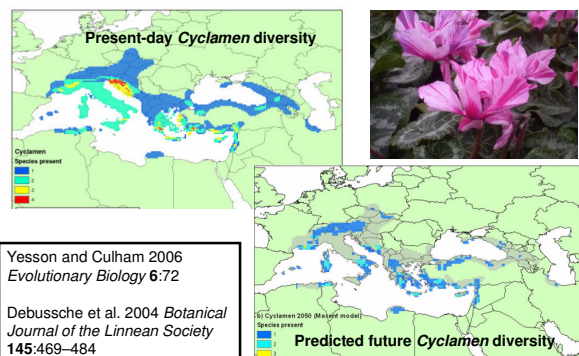 Present-day Cyclamen diversity
Cyclamen
Species present
1
2
3
4
Yesson and Culham 2006
Evolutionary Biology 6:72
Debussche et al. 2004 Botanical
Journal of the Linnean Society
145:469–484
b) Cyclamen 2050 (Maxent model)
Species present
1
2
3
Predicted future Cyclamen diversity